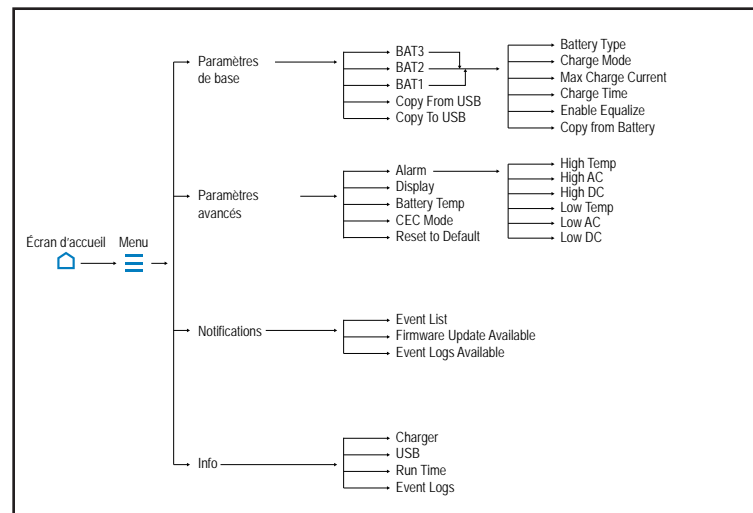 Écran d'accueil
Menu
Paramètres
de base
BAT3
BAT2
BAT1
Copy From USB
Copy To USB
Battery Type
Charge Mode
Max Charge Current
Charge Time
Enable Equalize
Copy from Battery
Paramètres
avancés
Alarm
Display
Battery Temp
CEC Mode
Reset to Default
High Temp
High AC
High DC
Low Temp
Low AC
Low DC
Notifications
Event List
Firmware Update Available
Event Logs Available
Info
Charger
USB
Run Time
Event Logs